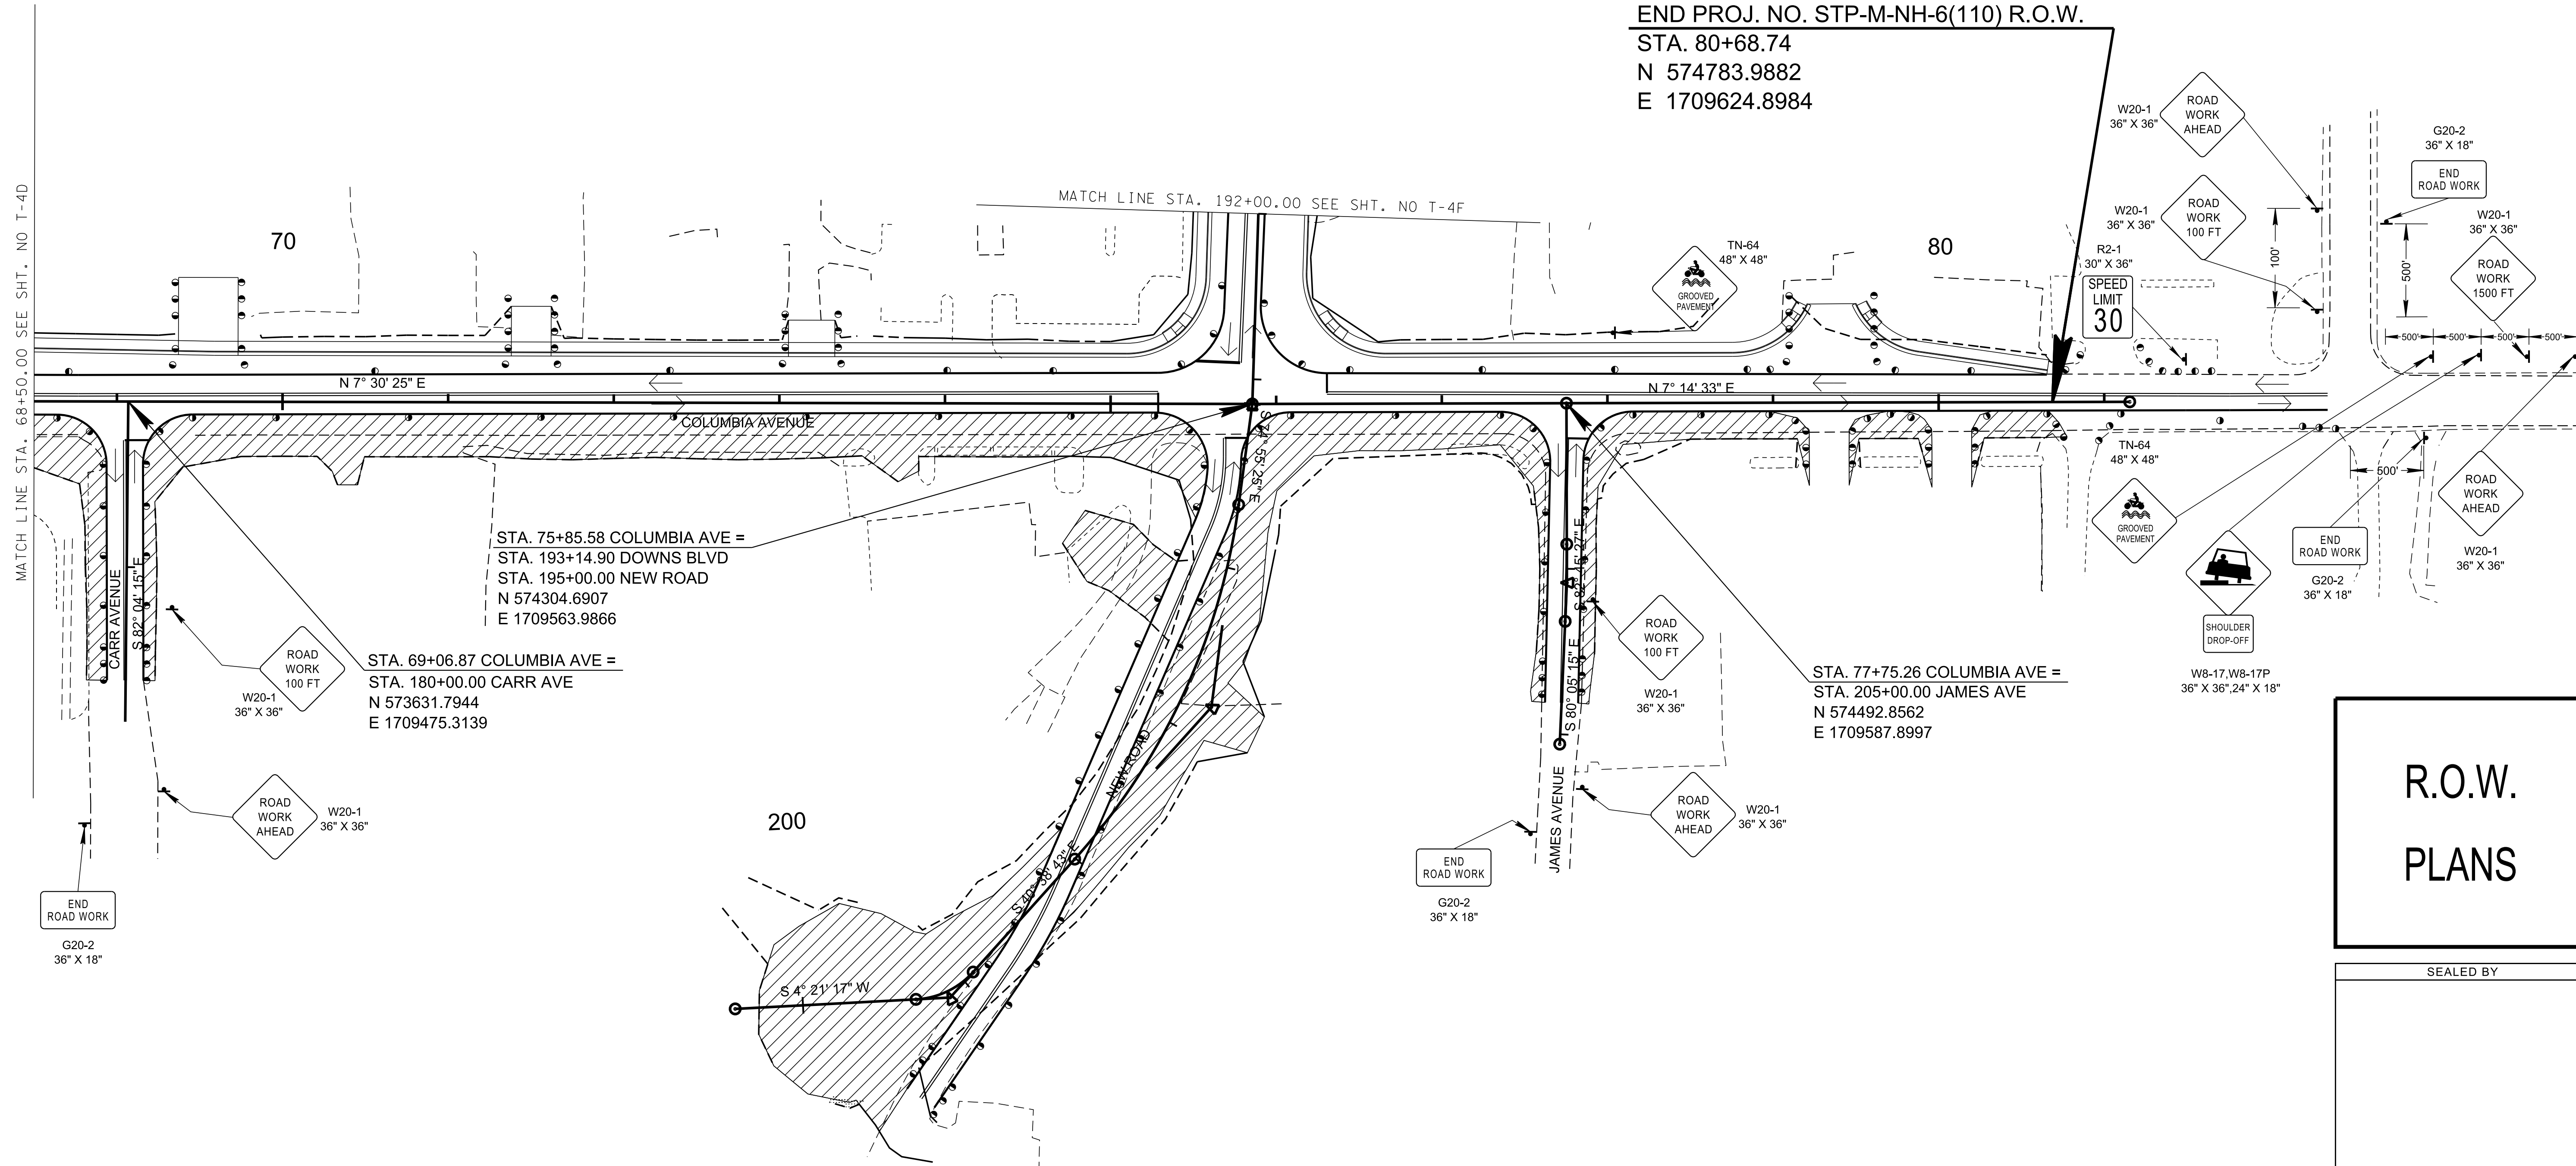 END PROJ. NO. STP-M-NH-6(110) R.O.W.
STA. 80+68.74
N 574783.9882
E 1709624.8984
MATCH LINE STA. 68+50.00 SEE SHT. NO T-4D
MATCH LINE STA. 192+00.00 SEE SHT. NO T-4F
70
80
200
TN-64
48" X 48"
GROOVED
PAVEMENT
W20-1
36" X 36"
ROAD
WORK
AHEAD
W20-1
36" X 36"
ROAD
WORK
100 FT
R2-1
30" X 36"
SPEED
LIMIT
30
G20-2
36" X 18"
END
ROAD WORK
W20-1
36" X 36"
ROAD
WORK
1500 FT
100'
500'
500'
500'
500'
500'
N 7° 30' 25" E
COLUMBIA AVENUE
N 7° 14' 33" E
S 74° 55' 25" E
CARR AVENUE
S 82° 04' 15" E
STA. 75+85.58 COLUMBIA AVE =
STA. 193+14.90 DOWNS BLVD
STA. 195+00.00 NEW ROAD
N 574304.6907
E 1709563.9866
STA. 69+06.87 COLUMBIA AVE =
STA. 180+00.00 CARR AVE
N 573631.7944
E 1709475.3139
ROAD
WORK
100 FT
W20-1
36" X 36"
ROAD
WORK
AHEAD
W20-1
36" X 36"
END
ROAD WORK
G20-2
36" X 18"
NEW ROAD
S 40° 38' 43" E
S 4° 21' 17" W
S 82° 45' 27" E
S 80° 05' 15" E
JAMES AVENUE
ROAD
WORK
100 FT
W20-1
36" X 36"
ROAD
WORK
AHEAD
W20-1
36" X 36"
END
ROAD WORK
G20-2
36" X 18"
STA. 77+75.26 COLUMBIA AVE =
STA. 205+00.00 JAMES AVE
N 574492.8562
E 1709587.8997
TN-64
48" X 48"
GROOVED
PAVEMENT
SHOULDER
DROP-OFF
W8-17,W8-17P
36" X 36",24" X 18"
500'
END
ROAD WORK
G20-2
36" X 18"
ROAD
WORK
AHEAD
W20-1
36" X 36"
R.O.W.
PLANS
SEALED BY